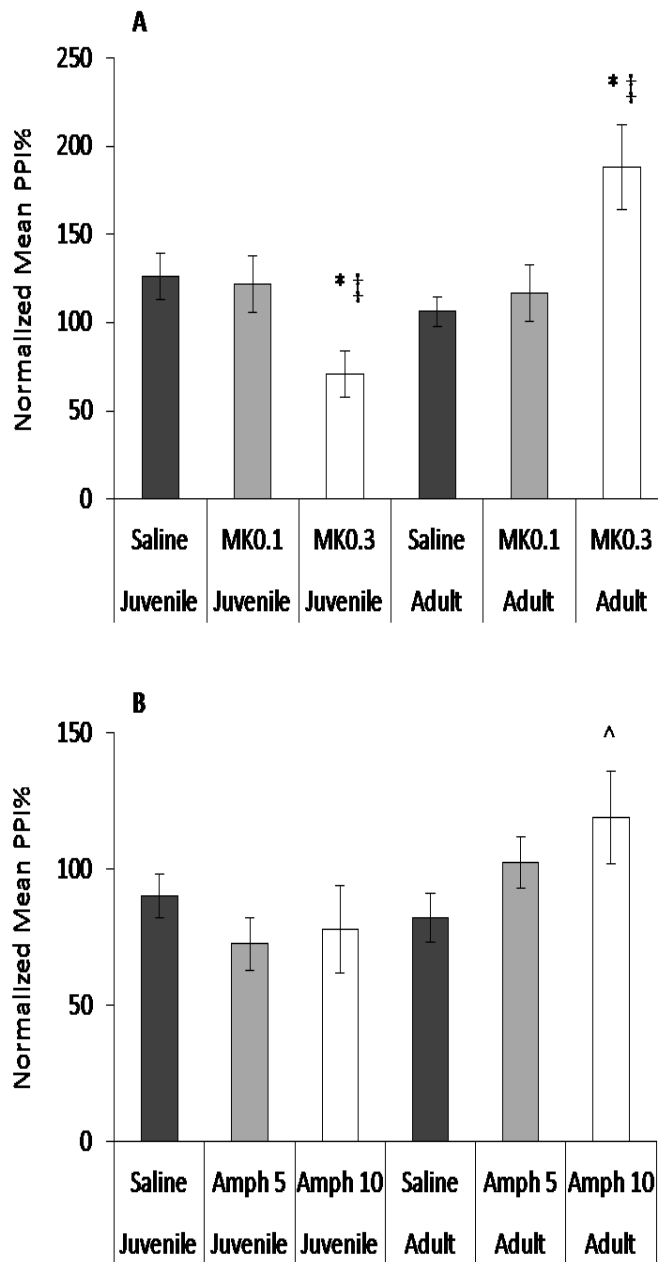 A
Normalized Mean PPI%
250
200
150
100
50
0
* ‡
* ‡
Saline MK0.1 MK0.3 Saline MK0.1 MK0.3
Juvenile Juvenile Juvenile Adult Adult Adult
B
Normalized Mean PPI%
150
100
50
0
^
Saline Amph 5 Amph 10 Saline Amph 5 Amph 10
Juvenile Juvenile Juvenile Adult Adult Adult